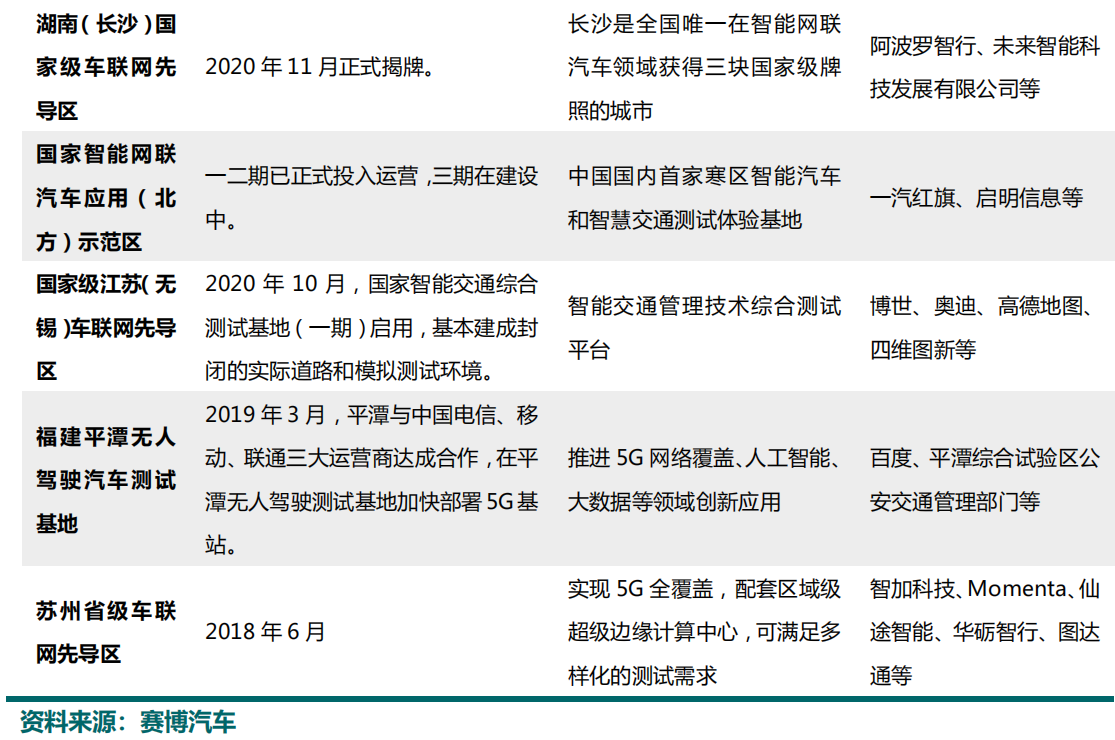 湖南（长沙）国
家级车联网先
导区
2020 年 11 月正式揭牌。
长沙是全国唯一在智能网联
汽车领域获得三块国家级牌
照的城市
阿波罗智行、未来智能科
技发展有限公司等
国家智能网联
汽车应用（北
方）示范区
一二期已正式投入运营，三期在建设
中。
中国国内首家寒区智能汽车
和智慧交通测试体验基地
一汽红旗、启明信息等
国家级江苏（无
锡）车联网先导
区
2020 年 10 月，国家智能交通综合
测试基地（一期）启用，基本建成封
闭的实际道路和模拟测试环境。
智能交通管理技术综合测试
平台
博世、奥迪、高德地图、
四维图新等
福建平潭无人
驾驶汽车测试
基地
2019 年 3 月，平潭与中国电信、移
动、联通三大运营商达成合作，在平
潭无人驾驶测试基地加快部署 5G 基
站。
推进 5G 网络覆盖、人工智能、
大数据等领域创新应用
百度、平潭综合试验区公
安交通管理部门等
苏州省级车联
网先导区
2018 年 6 月
实现 5G 全覆盖，配套区域级
超级边缘计算中心，可满足多
样化的测试需求
智加科技、Momenta、仙
途智能、华砺智行、图达
通等
资料来源：赛博汽车